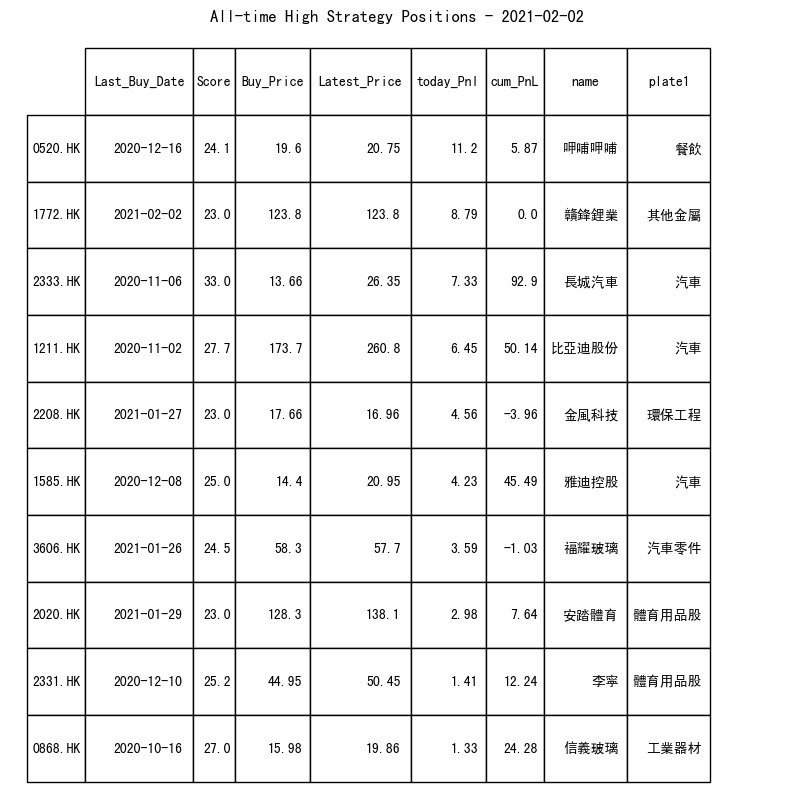 All-time High Strategy Positions - 2021-02-02
Last_Buy_Date Score Buy_Price Latest_Price today_Pnl cum_PnL name plate1
0520.HK 2020-12-16 24.1 19.6 20.75 11.2 5.87 呷哺呷哺 餐飲
1772.HK 2021-02-02 23.0 123.8 123.8 8.79 0.0 贛鋒鋰業 其他金屬
2333.HK 2020-11-06 33.0 13.66 26.35 7.33 92.9 長城汽車 汽車
1211.HK 2020-11-02 27.7 173.7 260.8 6.45 50.14 比亞迪股份 汽車
2208.HK 2021-01-27 23.0 17.66 16.96 4.56 -3.96 金風科技 環保工程
1585.HK 2020-12-08 25.0 14.4 20.95 4.23 45.49 雅迪控股 汽車
3606.HK 2021-01-26 24.5 58.3 57.7 3.59 -1.03 福耀玻璃 汽車零件
2020.HK 2021-01-29 23.0 128.3 138.1 2.98 7.64 安踏體育 體育用品股
2331.HK 2020-12-10 25.2 44.95 50.45 1.41 12.24 李寧 體育用品股
0868.HK 2020-10-16 27.0 15.98 19.86 1.33 24.28 信義玻璃 工業器材